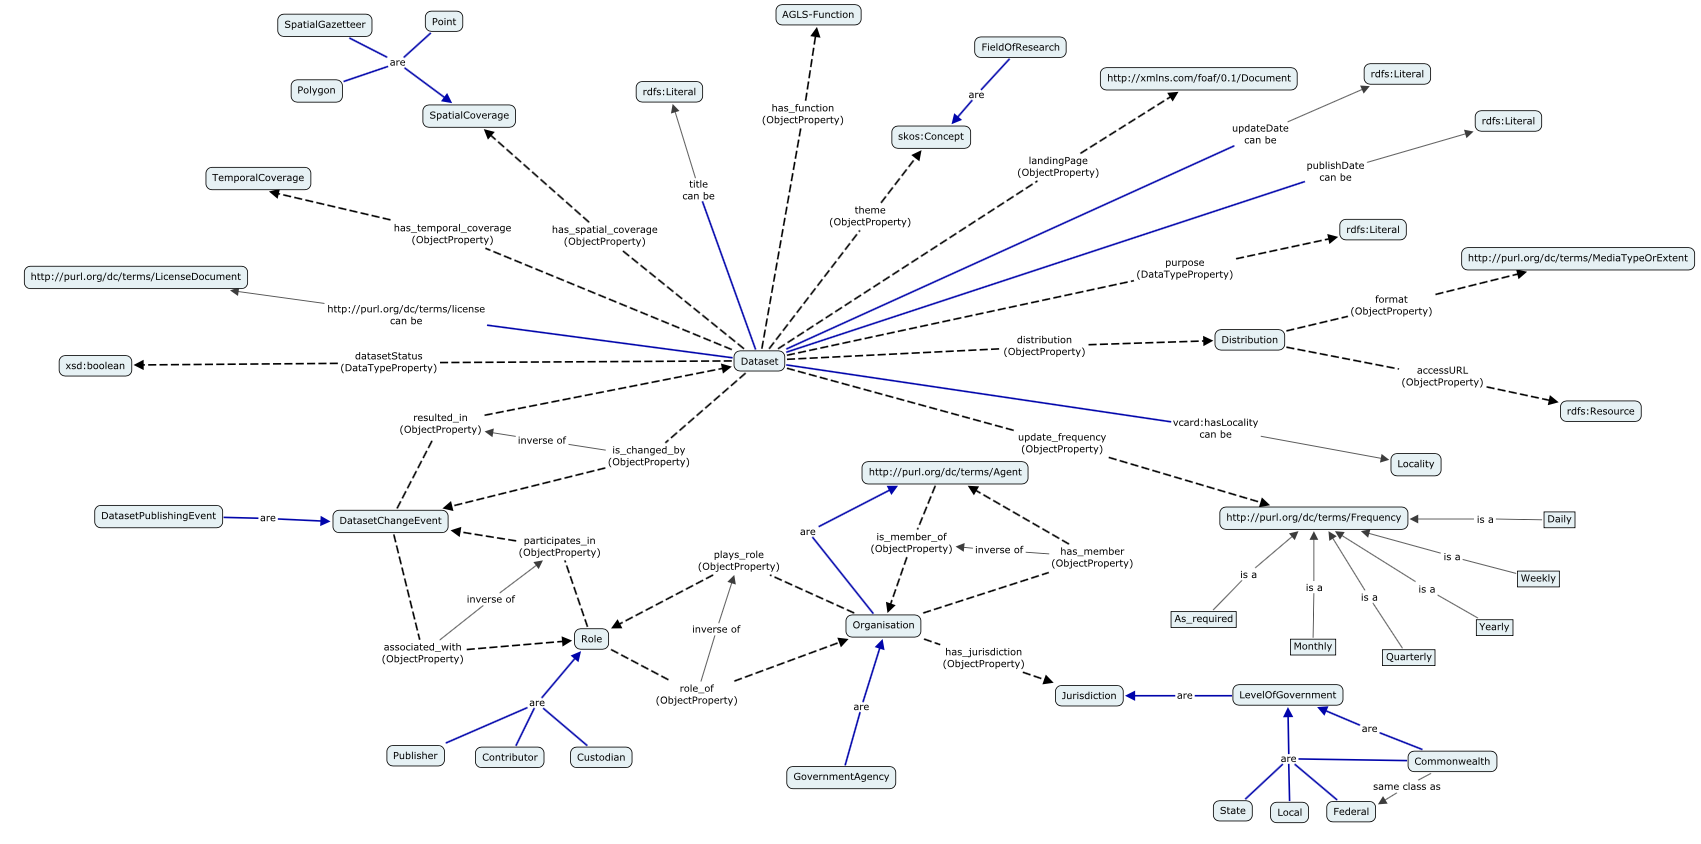 AGLS-Function
SpatialGazetteer
Point
FieldOfResearch
are
Polygon
rdfs:Literal
http://xmlns.com/foaf/0.1/Document
rdfs:Literal
are
SpatialCoverage
has_function
(ObjectProperty)
skos:Concept
updateDate
can be
rdfs:Literal
TemporalCoverage
title
can be
landingPage
(ObjectProperty)
publishDate
can be
theme
(ObjectProperty)
has_temporal_coverage
(ObjectProperty)
has_spatial_coverage
(ObjectProperty)
rdfs:Literal
http://purl.org/dc/terms/LicenseDocument
purpose
(DataTypeProperty)
http://purl.org/dc/terms/MediaTypeOrExtent
http://purl.org/dc/terms/license
can be
format
(ObjectProperty)
datasetStatus
(DataTypeProperty)
xsd:boolean
Dataset
distribution
(ObjectProperty)
Distribution
accessURL
(ObjectProperty)
rdfs:Resource
resulted_in
(ObjectProperty)
inverse of
is_changed_by
(ObjectProperty)
update_frequency
(ObjectProperty)
vcard:hasLocality
can be
Locality
http://purl.org/dc/terms/Agent
DatasetPublishingEvent
are
DatasetChangeEvent
http://purl.org/dc/terms/Frequency
is a
Daily
participates_in
(ObjectProperty)
plays_role
(ObjectProperty)
are
is_member_of
(ObjectProperty)
inverse of
has_member
(ObjectProperty)
is a
Weekly
is a
is a
is a
is a
inverse of
As_required
Monthly
Quarterly
Yearly
associated_with
(ObjectProperty)
Role
inverse of
Organisation
has_jurisdiction
(ObjectProperty)
role_of
(ObjectProperty)
Jurisdiction
are
LevelOfGovernment
are
are
are
Publisher
Contributor
Custodian
GovernmentAgency
are
Commonwealth
same class as
State
Local
Federal